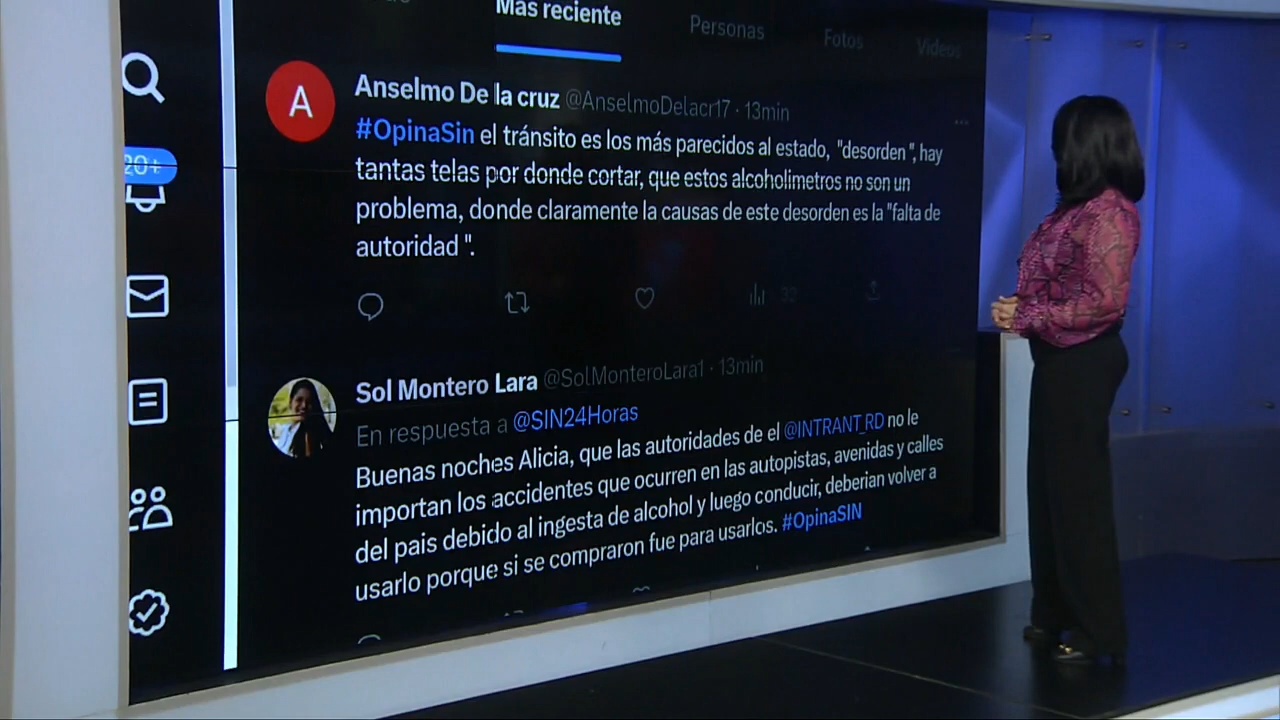 Más reciente
Personas
Fotos
Videos
20+
A
Anselmo De la cruz @AnselmoDelacr17 · 13min
#OpinaSin el tránsito es los más parecidos al estado, "desorden ", hay
tantas telas por donde cortar, que estos alcoholimetros no son un
problema, donde claramente la causas de este desorden es la "falta de
autoridad ".
32
Sol Montero Lara @SolMonteroLara1 · 13min
En respuesta a @SIN24Horas
Buenas noches Alicia, que las autoridades de el @INTRANT_RD no le
importan los accidentes que ocurren en las autopistas, avenidas y calles
del pais debido al ingesta de alcohol y luego conducir, deberian volver a
usarlo porque si se compraron fue para usarlos. #OpinaSIN